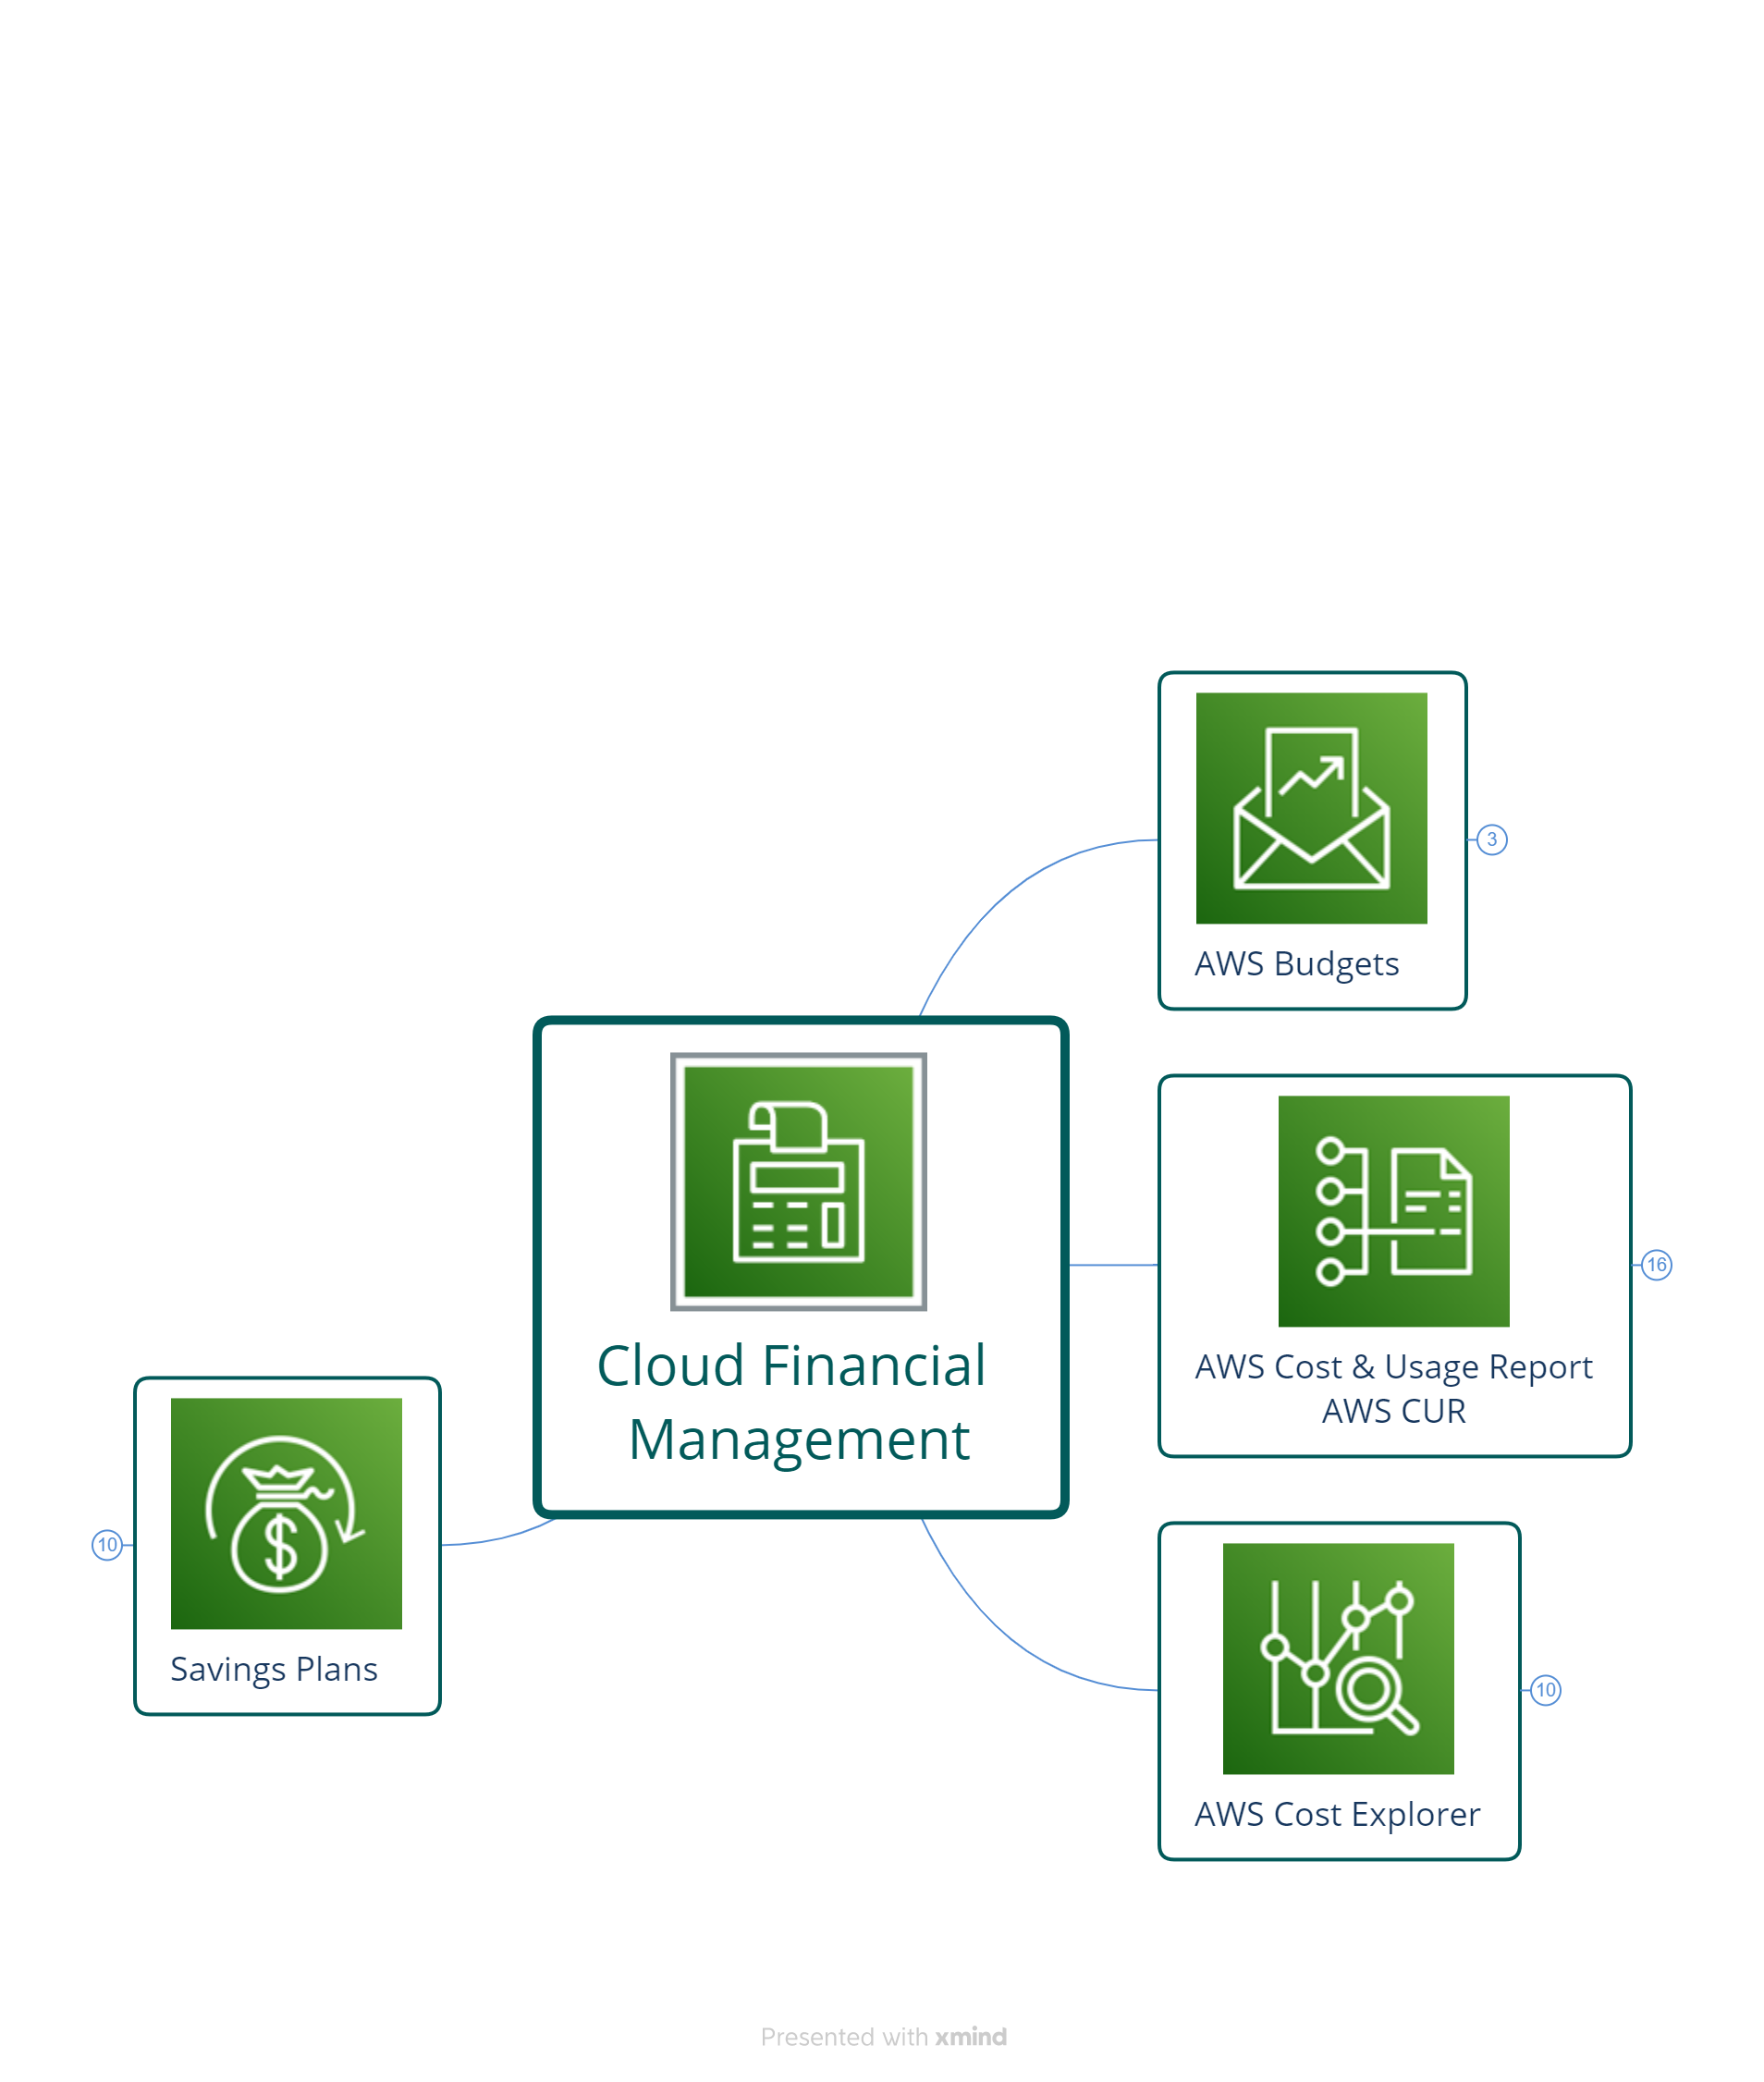 AWS Budgets
3
Cloud Financial
Management
AWS Cost & Usage Report
AWS CUR
16
Savings Plans
10
$
AWS Cost Explorer
10
Presented with xmind